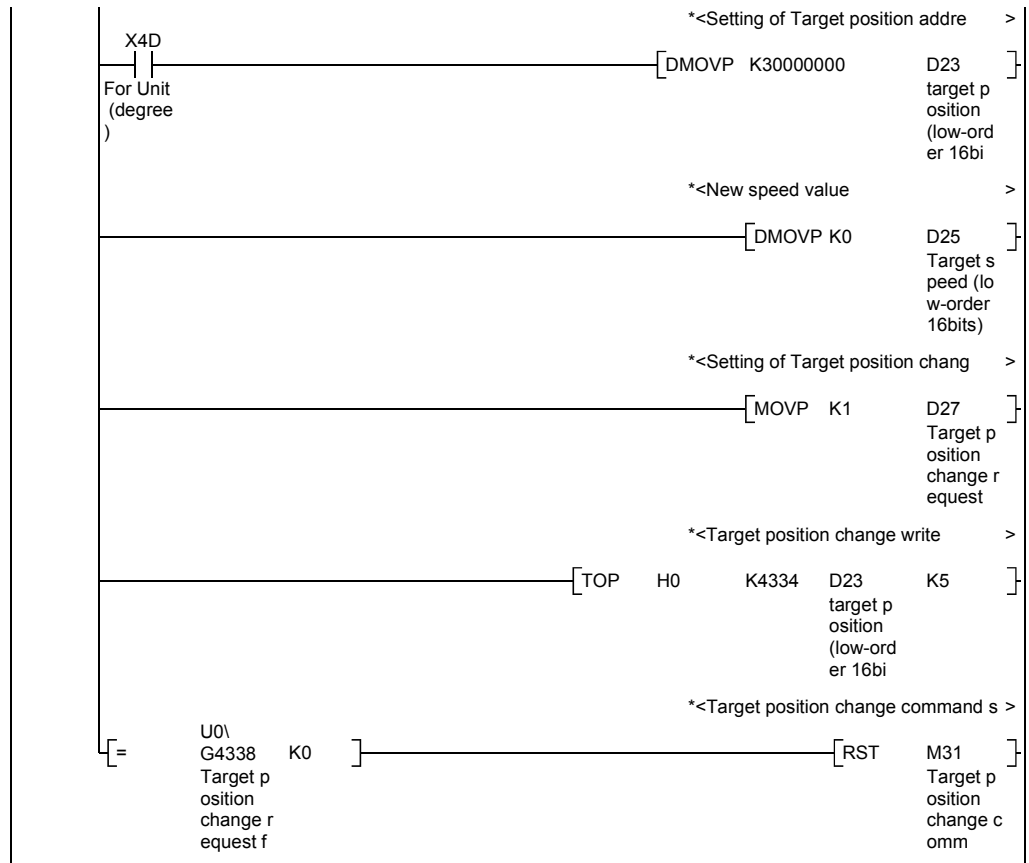 *<Setting of Target position addre >
X4D
DMOVP K30000000 D23
For Unit
(degree
)
target p
osition
(low-ord
er 16bi
*<New speed value >
DMOVP K0 D25
Target s
peed (lo
w-order
16bits)
*<Setting of Target position chang >
MOVP K1 D27
Target p
osition
change r
equest
*<Target position change write >
TOP H0 K4334 D23 K5
target p
osition
(low-ord
er 16bi
*<Target position change command s >
U0\
= G4338 K0 RST M31
Target p
osition
change r
equest f
Target p
osition
change c
omm